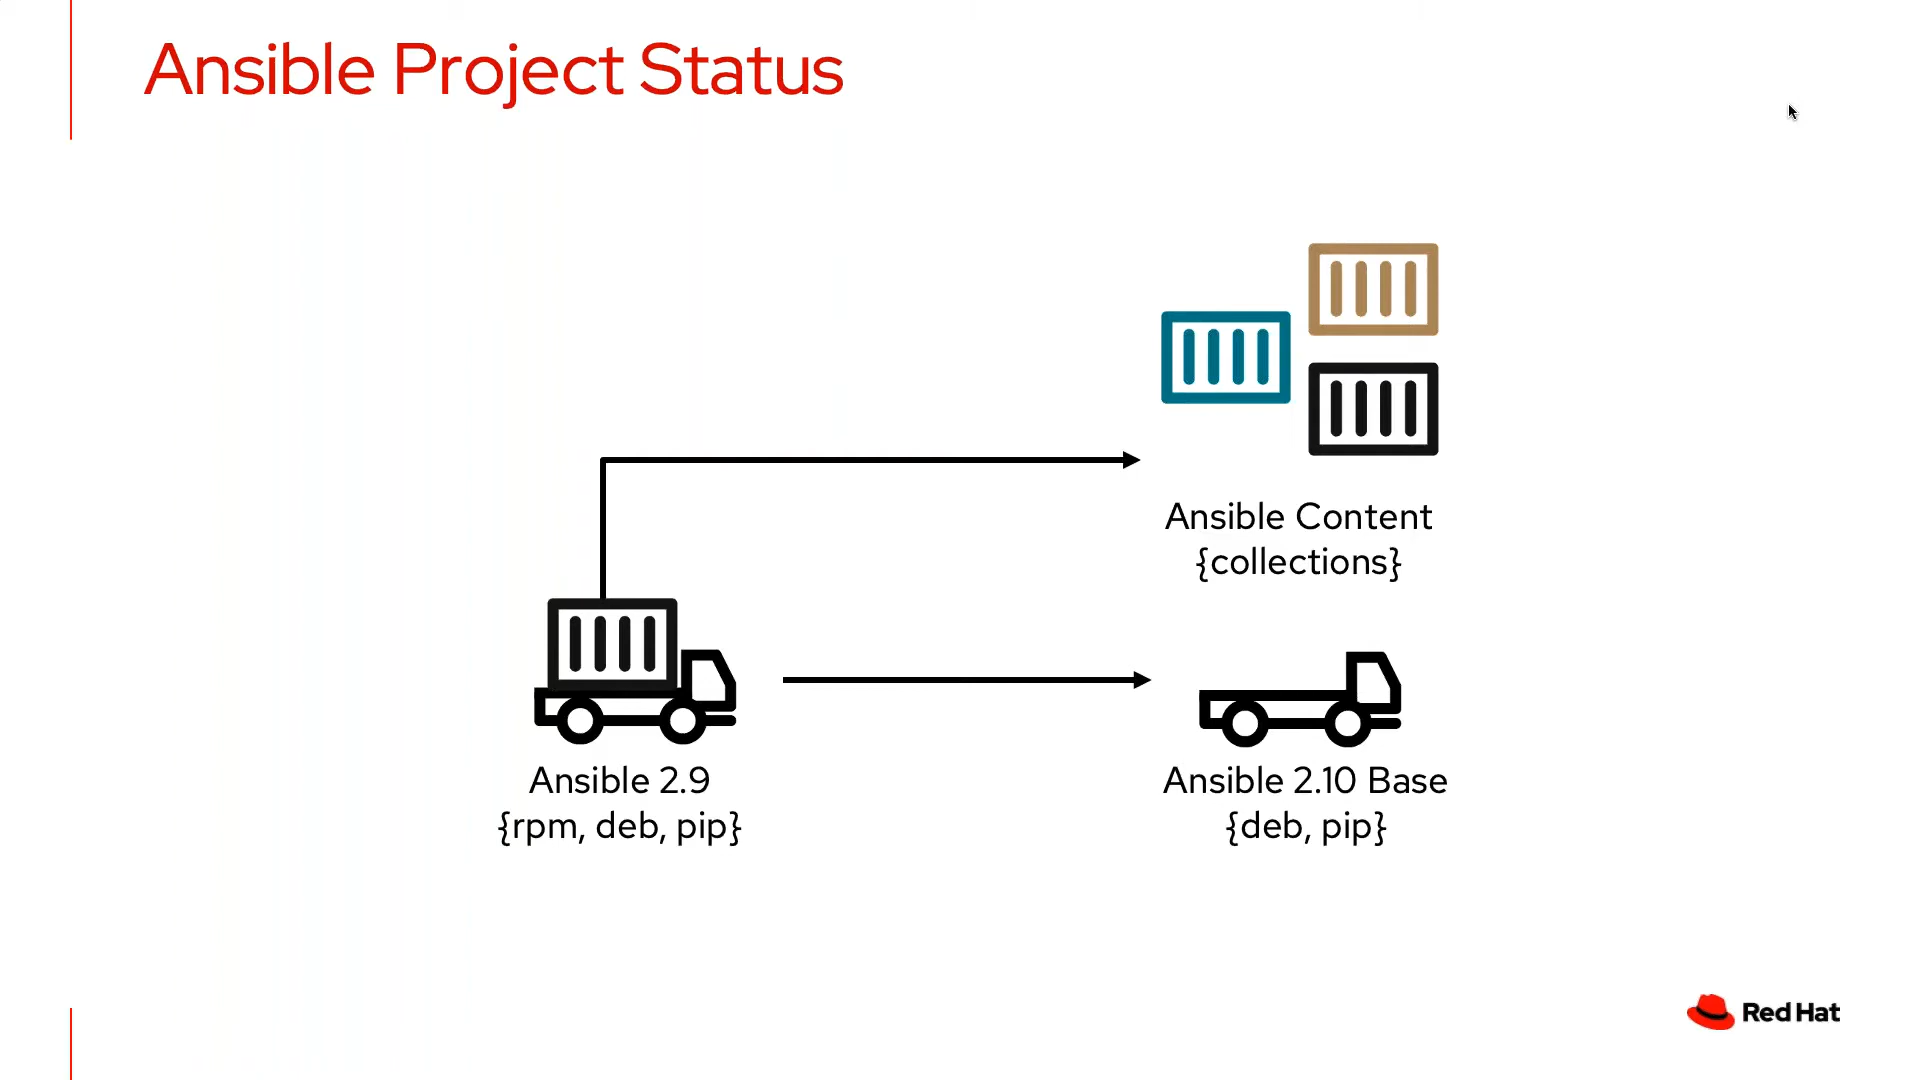 Ansible Project Status
Ansible Content
{collections}
Ansible 2.9
{rpm, deb, pip}
Ansible 2.10 Base
{deb, pip}
Red Hat